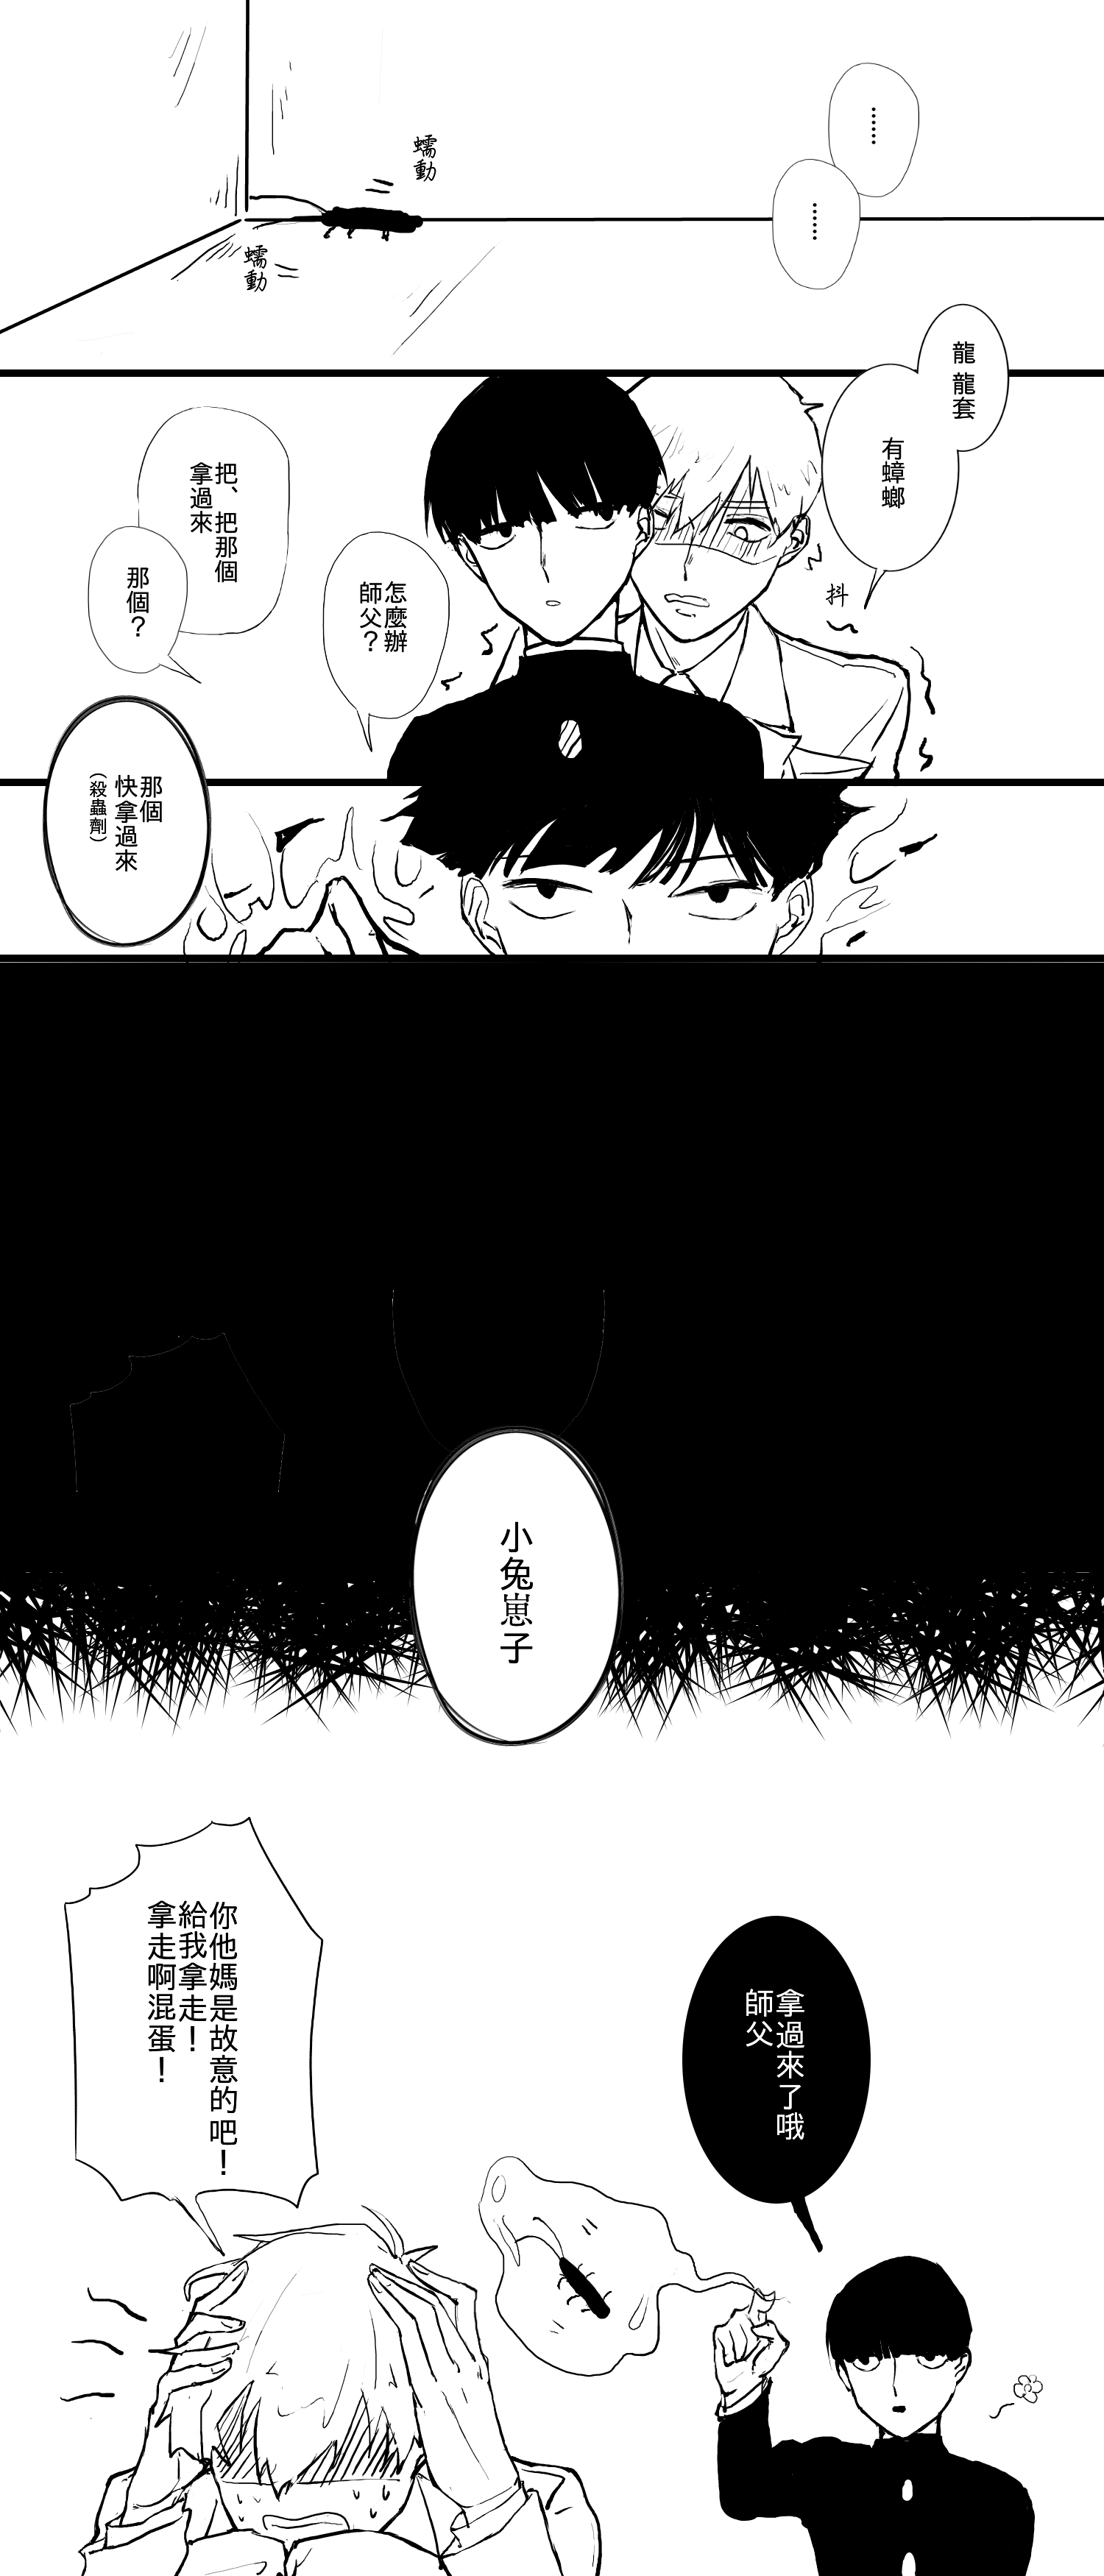 ……
……
蠕動
蠕動
龍 龍套
有蟑螂
怎麼辦
師父？
把、把那個
拿過來
那個？
那個
快拿過來
（殺蟲劑）
抖
小兔崽子
拿過來了哦
師父
你他媽是故意的吧！
給我拿走！
拿走啊混蛋！